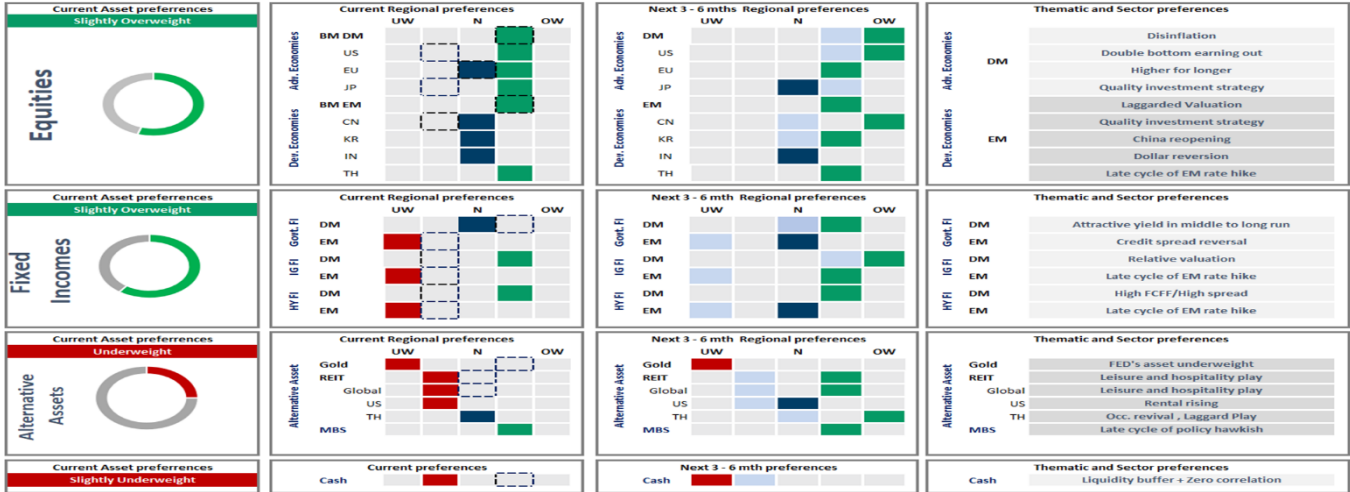 Current Asset preferrences
Slightly Overweight
Equities
Current Regional preferences
UW N OW
Adv. Economies
BM DM
US
EU
JP
Dev. Economies
BM EM
CN
KR
IN
TH
Next 3 - 6 mths Regional preferences
UW N OW
Adv. Economies
DM
US
EU
JP
Dev. Economies
EM
CN
KR
IN
TH
Thematic and Sector preferences
Adv. Economies
DM
Disinflation
Double bottom earning out
Higher for longer
Quality investment strategy
Dev. Economies
EM
Laggarded Valuation
Quality investment strategy
China reopening
Dollar reversion
Late cycle of EM rate hike
Current Asset preferrences
Slightly Overweight
Fixed
Incomes
Current Regional preferences
UW N OW
Gont. FI
DM
EM
IG FI
DM
EM
HY FI
DM
EM
Next 3 - 6 mth Regional preferences
UW N OW
Gont. FI
DM
EM
IG FI
DM
EM
HY FI
DM
EM
Thematic and Sector preferences
Gont. FI
DM Attractive yield in middle to long run
EM Credit spread reversal
IG FI
DM Relative valuation
EM Late cycle of EM rate hike
HY FI
DM High FCFF/High spread
EM Late cycle of EM rate hike
Current Asset preferrences
Underweight
Alternative
Assets
Current Regional preferences
UW N OW
Alternative Asset
Gold
REIT
Global
US
TH
MBS
Next 3 - 6 mth Regional preferences
UW N OW
Alternative Asset
Gold
REIT
Global
US
TH
MBS
Thematic and Sector preferences
Alternative Asset
Gold FED's asset underweight
REIT Leisure and hospitality play
Global Leisure and hospitality play
US Rental rising
TH Occ. revival , Laggard Play
MBS Late cycle of policy hawkish
Current Asset preferrences
Slightly Underweight
Current preferences
Cash
Next 3 - 6 mth preferences
Cash
Thematic and Sector preferences
Cash Liquidity buffer + Zero correlation